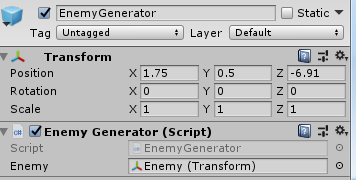 EnemyGenerator Static
Tag Untagged Layer Default
Transform
Position X 1.75 Y 0.5 Z -6.91
Rotation X 0 Y 0 Z 0
Scale X 1 Y 1 Z 1
Enemy Generator (Script)
Script EnemyGenerator
Enemy Enemy (Transform)